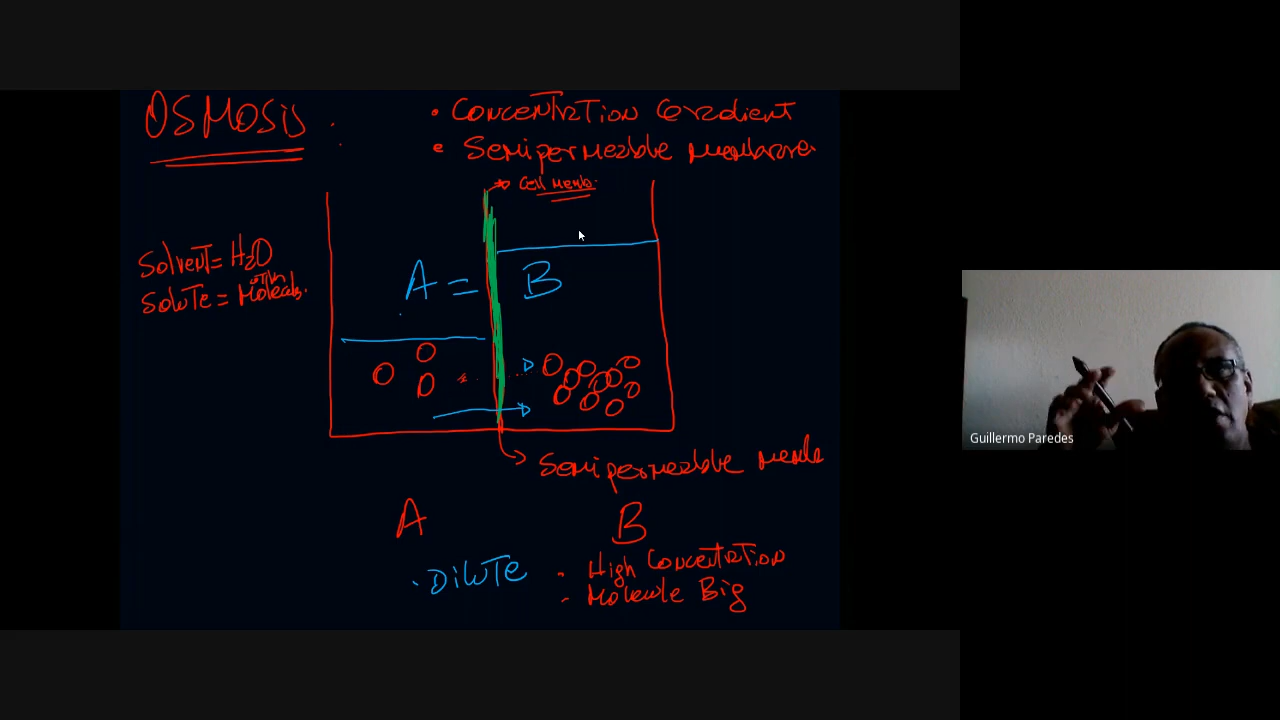 OSMOSIS
• Concentration Gradient
• Semipermeable membrane
Cell Memb.
Solvent = H2O
Solute = other Molecules.
A = B
Semipermeable memb
A B
• Dilute
- High Concentration
- Molecule Big
Guillermo Paredes